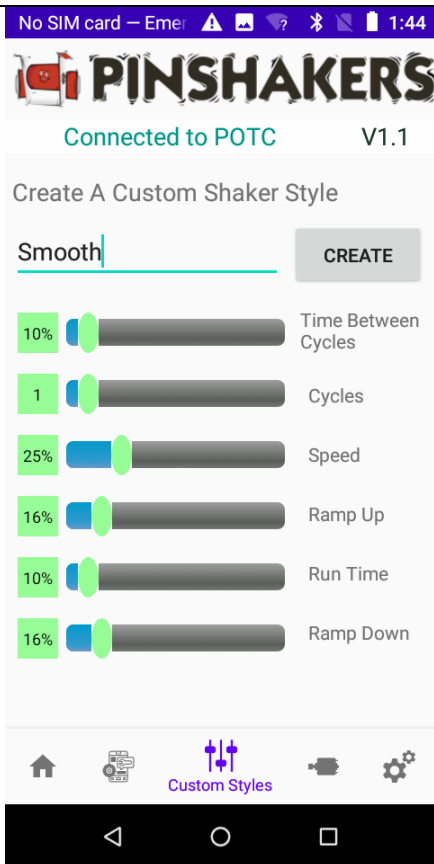 No SIM card — Emer ? 1:44
PINSHAKERS
Connected to POTC V1.1
Create A Custom Shaker Style
Smooth CREATE
10% Time Between
Cycles
1 Cycles
25% Speed
16% Ramp Up
10% Run Time
16% Ramp Down
Custom Styles